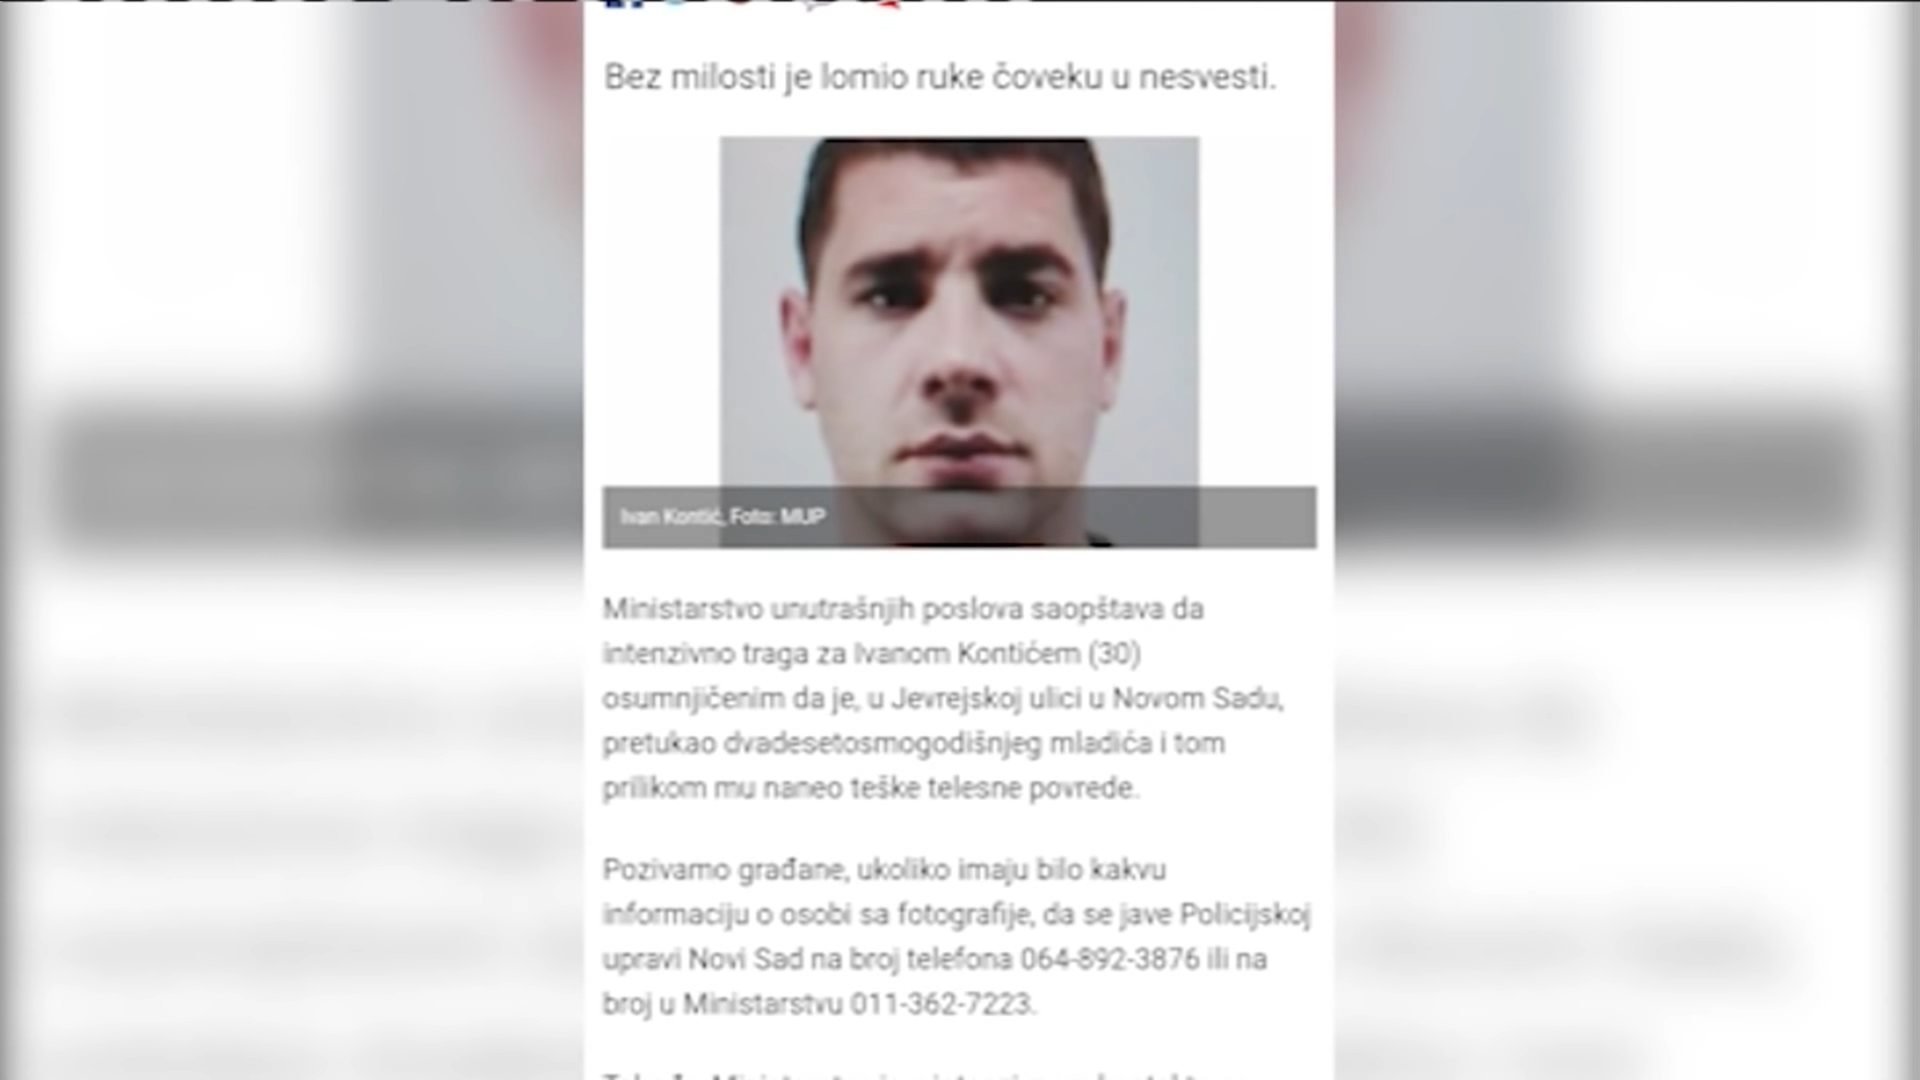 Bez milosti je lomio ruke čoveku u nesvesti.
Ivan Kontić, Foto: MUP
Ministarstvo unutrašnjih poslova saopštava da
intenzivno traga za Ivanom Kontićem (30)
osumnjičenim da je, u Jevrejskoj ulici u Novom Sadu,
pretukao dvadesetosmogodišnjeg mladića i tom
prilikom mu naneo teške telesne povrede.
Pozivamo građane, ukoliko imaju bilo kakvu
informaciju o osobi sa fotografije, da se jave Policijskoj
upravi Novi Sad na broj telefona 064-892-3876 ili na
broj u Ministarstvu 011-362-7223.